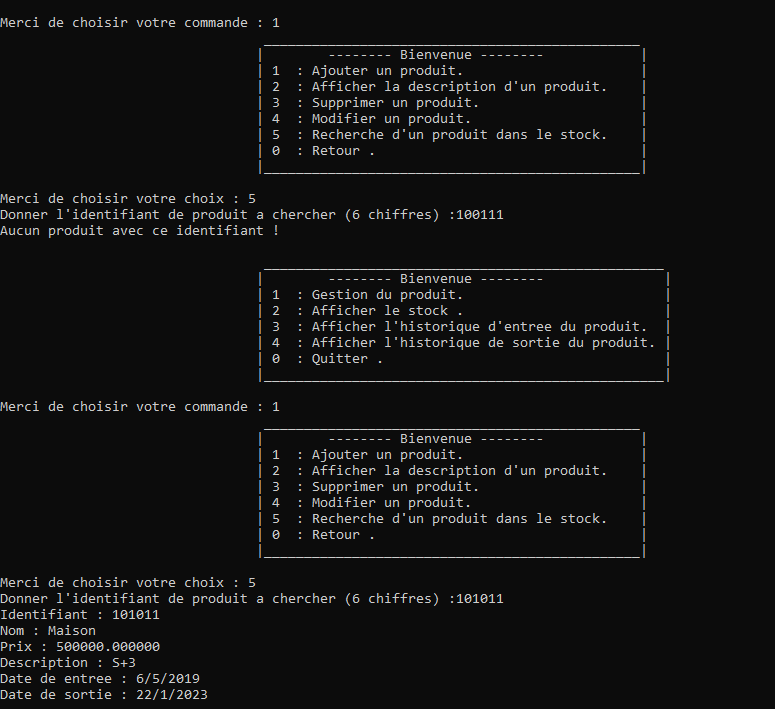 Merci de choisir votre commande : 1
-------- Bienvenue --------
1 : Ajouter un produit.
2 : Afficher la description d'un produit.
3 : Supprimer un produit.
4 : Modifier un produit.
5 : Recherche d'un produit dans le stock.
0 : Retour .
Merci de choisir votre choix : 5
Donner l'identifiant de produit a chercher (6 chiffres) :100111
Aucun produit avec ce identifiant !
-------- Bienvenue --------
1 : Gestion du produit.
2 : Afficher le stock .
3 : Afficher l'historique d'entree du produit.
4 : Afficher l'historique de sortie du produit.
0 : Quitter .
Merci de choisir votre commande : 1
-------- Bienvenue --------
1 : Ajouter un produit.
2 : Afficher la description d'un produit.
3 : Supprimer un produit.
4 : Modifier un produit.
5 : Recherche d'un produit dans le stock.
0 : Retour .
Merci de choisir votre choix : 5
Donner l'identifiant de produit a chercher (6 chiffres) :101011
Identifiant : 101011
Nom : Maison
Prix : 500000.000000
Description : S+3
Date de entree : 6/5/2019
Date de sortie : 22/1/2023